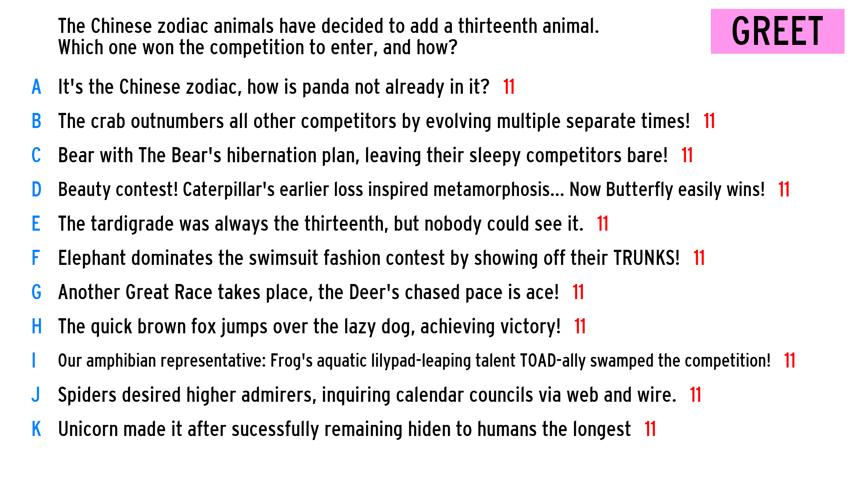 The Chinese zodiac animals have decided to add a thirteenth animal.
Which one won the competition to enter, and how?
GREET
A It's the Chinese zodiac, how is panda not already in it? 11
B The crab outnumbers all other competitors by evolving multiple separate times! 11
C Bear with The Bear's hibernation plan, leaving their sleepy competitors bare! 11
D Beauty contest! Caterpillar's earlier loss inspired metamorphosis... Now Butterfly easily wins! 11
E The tardigrade was always the thirteenth, but nobody could see it. 11
F Elephant dominates the swimsuit fashion contest by showing off their TRUNKS! 11
G Another Great Race takes place, the Deer's chased pace is ace! 11
H The quick brown fox jumps over the lazy dog, achieving victory! 11
I Our amphibian representative: Frog's aquatic lilypad-leaping talent TOAD-ally swamped the competition! 11
J Spiders desired higher admirers, inquiring calendar councils via web and wire. 11
K Unicorn made it after sucessfully remaining hiden to humans the longest 11